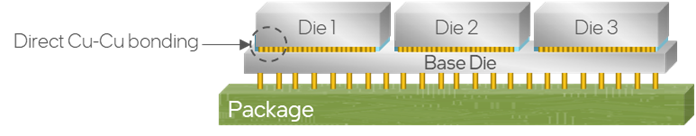 Die 1
Die 2
Die 3
Direct Cu-Cu bonding
Base Die
Package